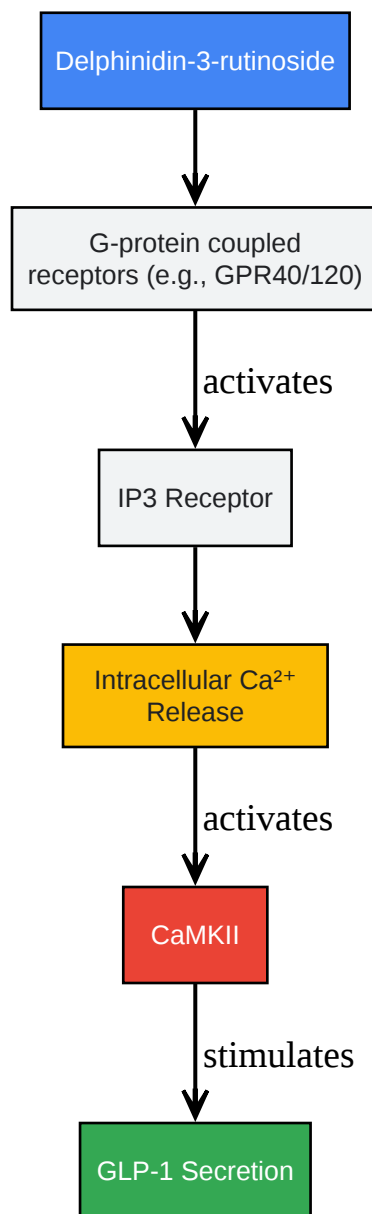 Delphinidin-3-rutinoside
G-protein coupled
receptors (e.g., GPR40/120)
activates
IP3 Receptor
Intracellular Ca²⁺
Release
activates
CaMKII
stimulates
GLP-1 Secretion